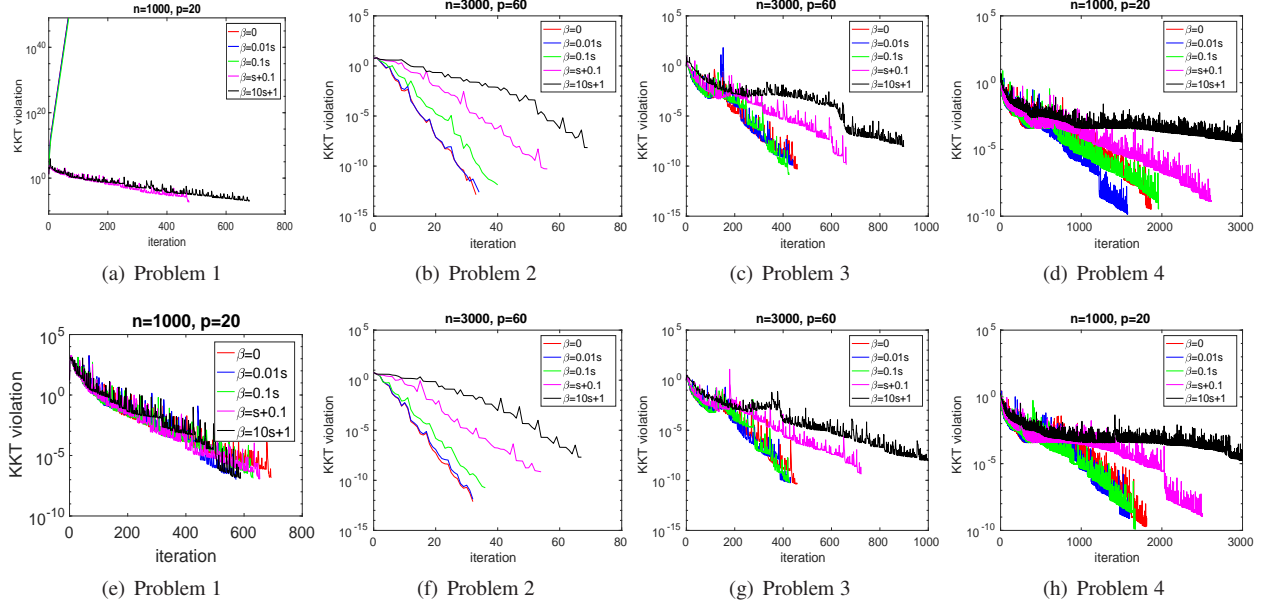 n=1000, p=20
KKT violation
10^40
10^20
10^0
0 200 400 600 800
iteration
β=0
β=0.01s
β=0.1s
β=s+0.1
β=10s+1
(a) Problem 1
n=3000, p=60
KKT violation
10^5
10^0
10^-5
10^-10
10^-15
0 20 40 60 80
iteration
β=0
β=0.01s
β=0.1s
β=s+0.1
β=10s+1
(b) Problem 2
n=3000, p=60
KKT violation
10^5
10^0
10^-5
10^-10
10^-15
0 200 400 600 800 1000
iteration
β=0
β=0.01s
β=0.1s
β=s+0.1
β=10s+1
(c) Problem 3
n=1000, p=20
KKT violation
10^5
10^0
10^-5
10^-10
0 1000 2000 3000
iteration
β=0
β=0.01s
β=0.1s
β=s+0.1
β=10s+1
(d) Problem 4
n=1000, p=20
KKT violation
10^5
10^0
10^-5
10^-10
0 200 400 600 800
iteration
β=0
β=0.01s
β=0.1s
β=s+0.1
β=10s+1
(e) Problem 1
n=3000, p=60
KKT violation
10^5
10^0
10^-5
10^-10
10^-15
0 20 40 60 80
iteration
β=0
β=0.01s
β=0.1s
β=s+0.1
β=10s+1
(f) Problem 2
n=3000, p=60
KKT violation
10^5
10^0
10^-5
10^-10
10^-15
0 200 400 600 800 1000
iteration
β=0
β=0.01s
β=0.1s
β=s+0.1
β=10s+1
(g) Problem 3
n=1000, p=20
KKT violation
10^5
10^0
10^-5
10^-10
0 1000 2000 3000
iteration
β=0
β=0.01s
β=0.1s
β=s+0.1
β=10s+1
(h) Problem 4